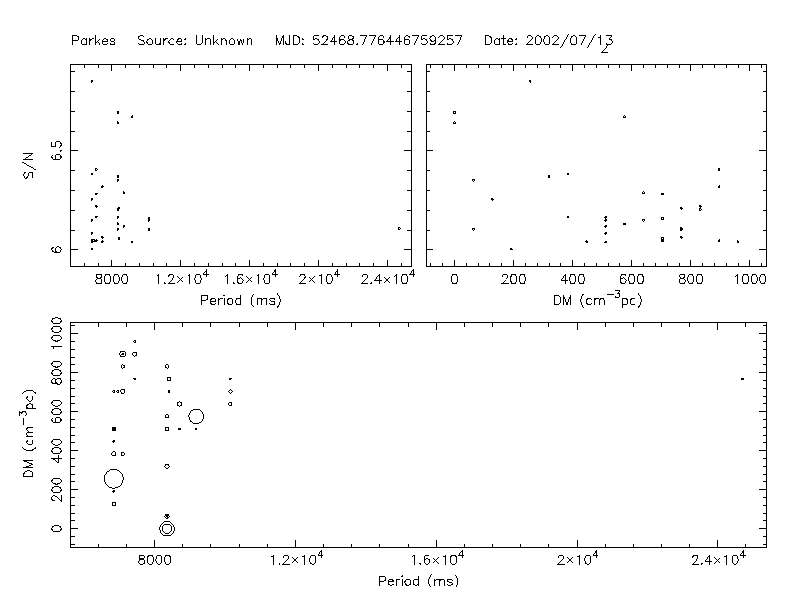 Parkes Source: Unknown MJD: 52468.776446759257 Date: 2002/07/13
2
S/N
6.5
6
8000 1.2×10⁴ 1.6×10⁴ 2×10⁴ 2.4×10⁴
Period (ms)
0 200 400 600 800 1000
DM (cm⁻³pc)
DM (cm⁻³pc)
1000
800
600
400
200
0
8000 1.2×10⁴ 1.6×10⁴ 2×10⁴ 2.4×10⁴
Period (ms)